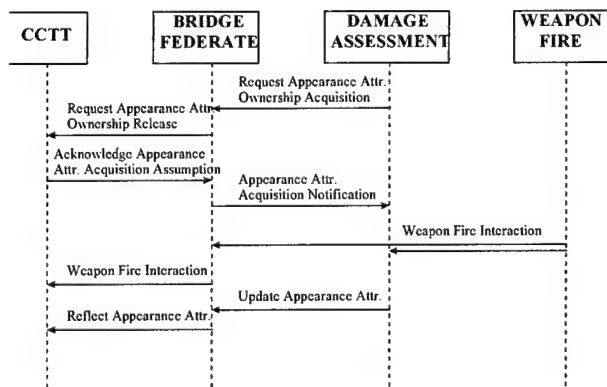 CCTT
BRIDGE
FEDERATE
DAMAGE
ASSESSMENT
WEAPON
FIRE
Request Appearance Attr.
Ownership Acquisition
Request Appearance Attr.
Ownership Release
Acknowledge Appearance
Attr. Acquisition Assumption
Appearance Attr.
Acquisition Notification
Weapon Fire Interaction
Weapon Fire Interaction
Update Appearance Attr.
Reflect Appearance Attr.